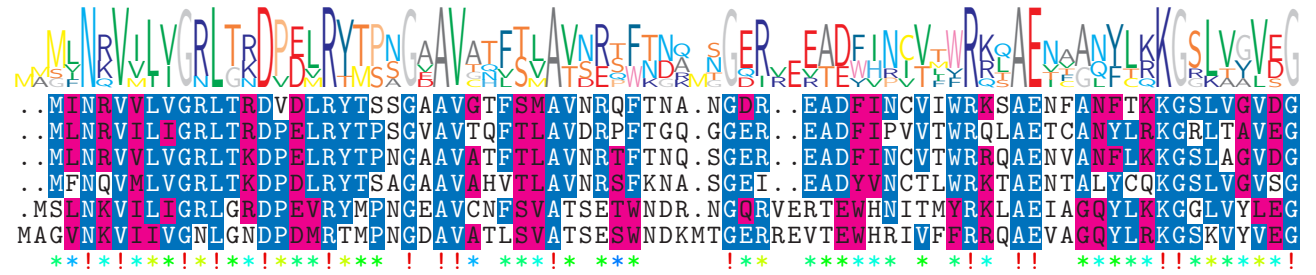 ..MINRVVLVGRLTRDVDLRYTSSGAAVGTFSMAVNRQFTNA.NGDR..EADFINCVIWRKSAENFANFTKKGSLVGVDG
..MLNRVILIGRLTRDPELRYTPSGVAVTQFTLAVDRPFTGQ.GGER..EADFIPVVTWRQLAETCANYLRKGRLTAVEG
..MLNRVVLVGRLTKDPELRYTPNGAAVATFTLAVNRTFTNQ.SGER..EADFINCVTWRRQAENVANFLKKGSLAGVDG
..MFNQVMLVGRLTKDPDLRYTSAGAAVAHVTLAVNRSFKNA.SGEI..EADYVNCTLWRKTAENTALYCQKGSLVGVSG
.MSLNKVILIGRLGRDPEVRYMPNGEAVCNFSVATSETWNDR.NGQRVERTEWHNITMYRKLAEIAGQYLKKGGLVYLEG
MAGVNKVIIVGNLGNDPDMRTMPNGDAVATLSVATSESWNDKMTGERREVTEWHRIVFFRRQAEVAGQYLRKGSKVYVEG